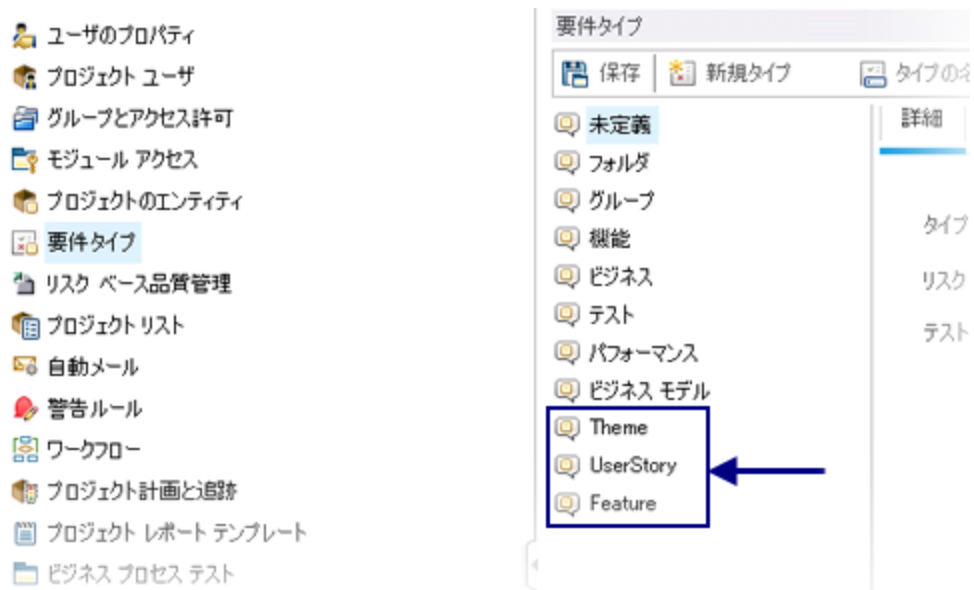 ユーザのプロパティ
プロジェクト ユーザ
グループとアクセス許可
モジュール アクセス
プロジェクトのエンティティ
要件タイプ
リスク ベース品質管理
プロジェクト リスト
自動メール
警告ルール
ワークフロー
プロジェクト計画と追跡
プロジェクト レポート テンプレート
ビジネス プロセス テスト
要件タイプ
保存 新規タイプ タイプの名
未定義
フォルダ
グループ
機能
ビジネス
テスト
パフォーマンス
ビジネス モデル
Theme
UserStory
Feature
詳細
タイプ
リスク
テスト